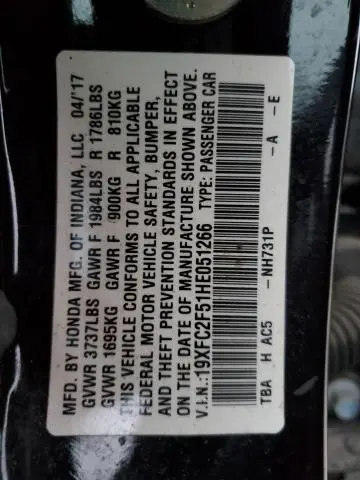 MFD. BY HONDA MFG. OF INDIANA, LLC 04/'17
GVWR 3737LBS GAWR F 1984LBS R 1786LBS
GVWR 1695KG GAWR F 900KG R 810KG
THIS VEHICLE CONFORMS TO ALL APPLICABLE
FEDERAL MOTOR VEHICLE SAFETY, BUMPER,
AND THEFT PREVENTION STANDARDS IN EFFECT
ON THE DATE OF MANUFACTURE SHOWN ABOVE.
V.I.N.:19XFC2F51HE051266 TYPE: PASSENGER CAR
TBA H AC5 -NH731P -A -E